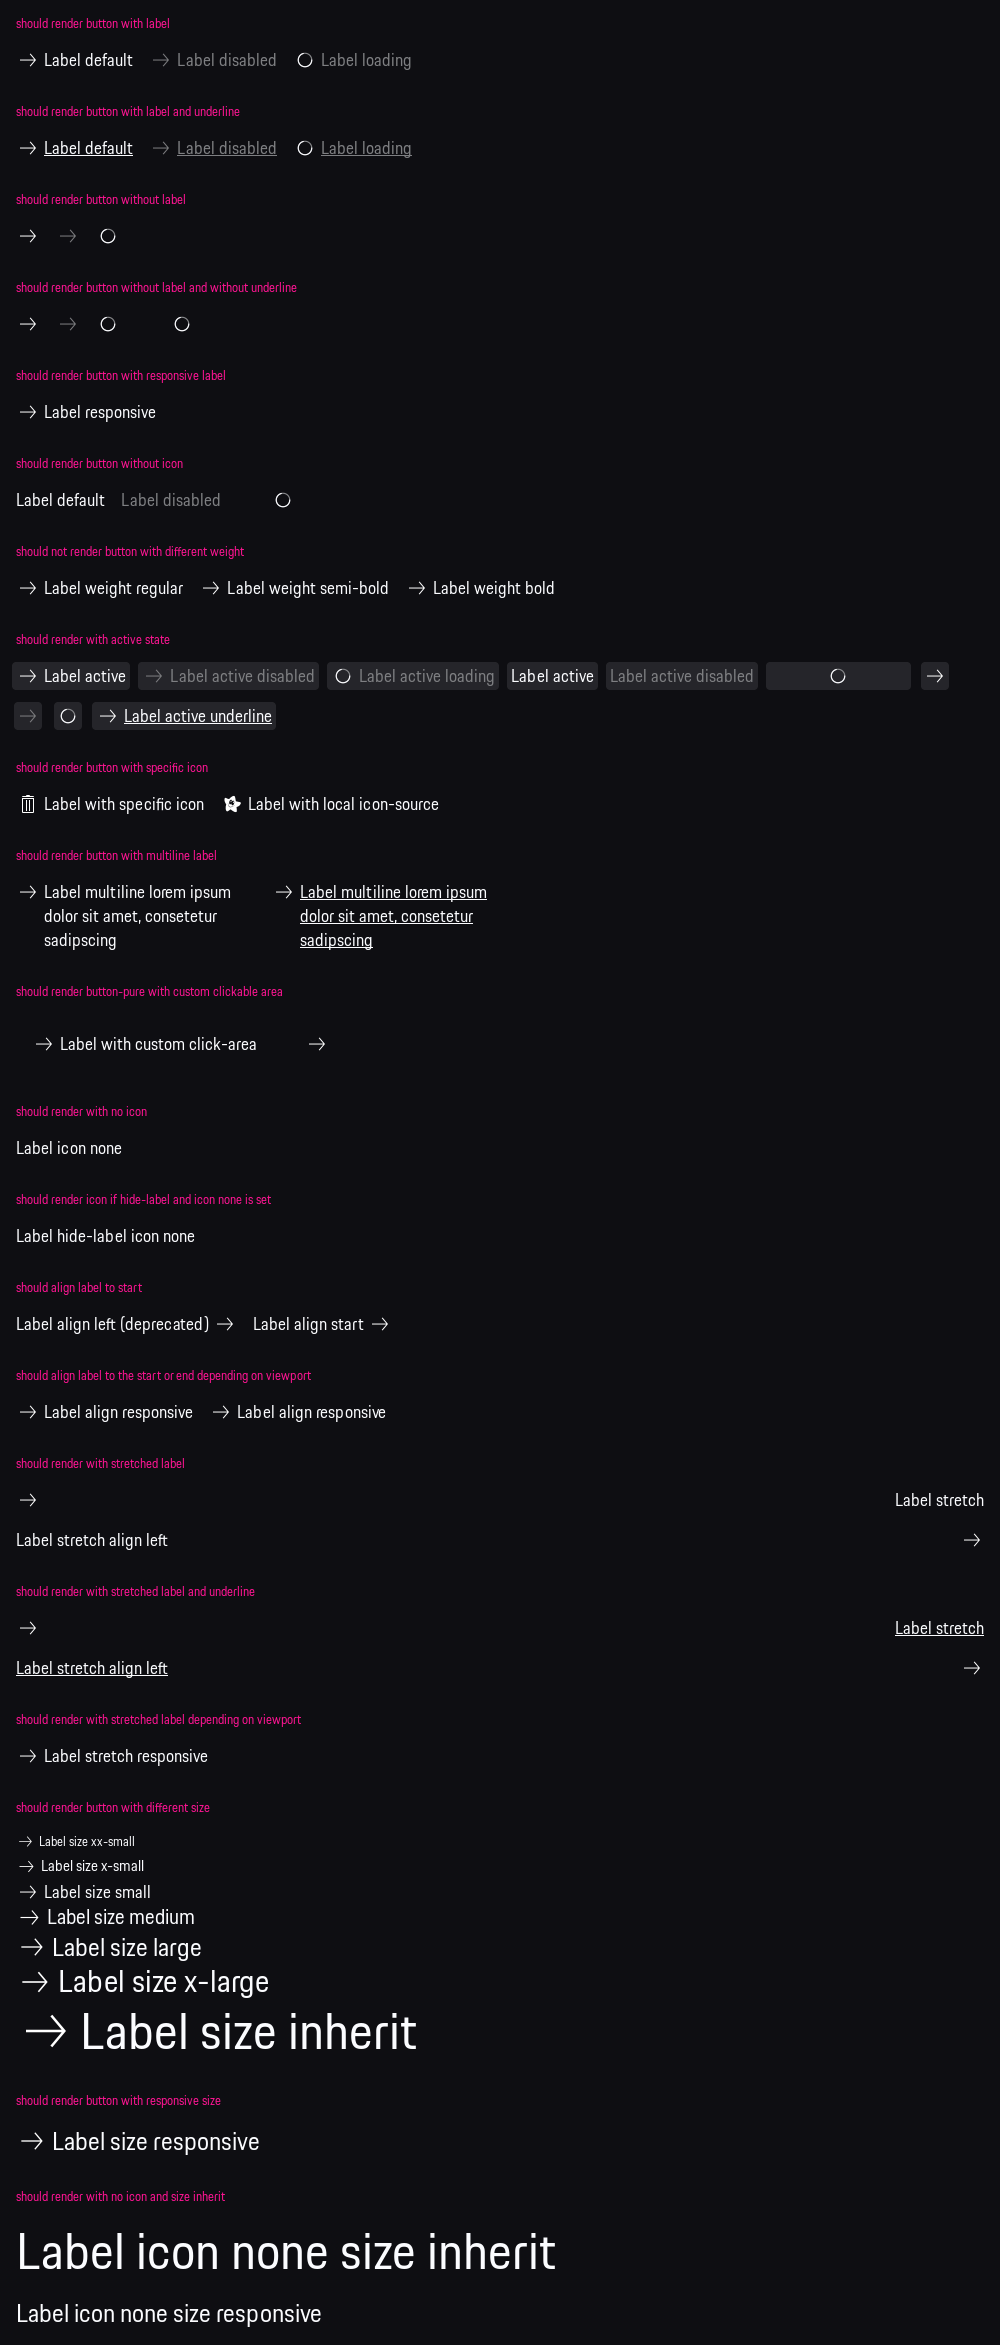 should render button with label
Label default Label disabled Label loading
should render button with label and underline
Label default Label disabled Label loading
should render button without label
should render button without label and without underline
should render button with responsive label
Label responsive
should render button without icon
Label default Label disabled
should not render button with different weight
Label weight regular Label weight semi-bold Label weight bold
should render with active state
Label active Label active disabled Label active loading Label active Label active disabled
Label active underline
should render button with specific icon
Label with specific icon Label with local icon-source
should render button with multiline label
Label multiline lorem ipsum
dolor sit amet, consetetur
sadipscing
Label multiline lorem ipsum
dolor sit amet, consetetur
sadipscing
should render button-pure with custom clickable area
Label with custom click-area
should render with no icon
Label icon none
should render icon if hide-label and icon none is set
Label hide-label icon none
should align label to start
Label align left (deprecated) Label align start
should align label to the start or end depending on viewport
Label align responsive Label align responsive
should render with stretched label
Label stretch
Label stretch align left
should render with stretched label and underline
Label stretch
Label stretch align left
should render with stretched label depending on viewport
Label stretch responsive
should render button with different size
Label size xx-small
Label size x-small
Label size small
Label size medium
Label size large
Label size x-large
Label size inherit
should render button with responsive size
Label size responsive
should render with no icon and size inherit
Label icon none size inherit
Label icon none size responsive